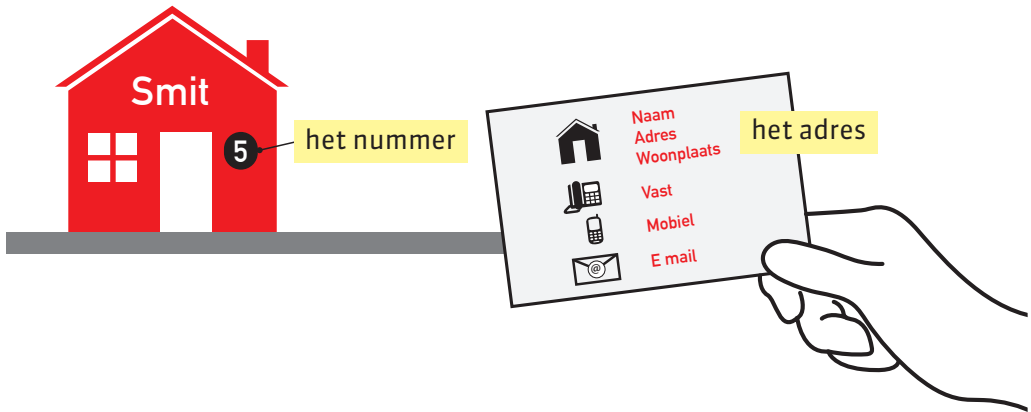 Smit
5
het nummer
Naam
Adres
Woonplaats
het adres
Vast
Mobiel
@
E mail